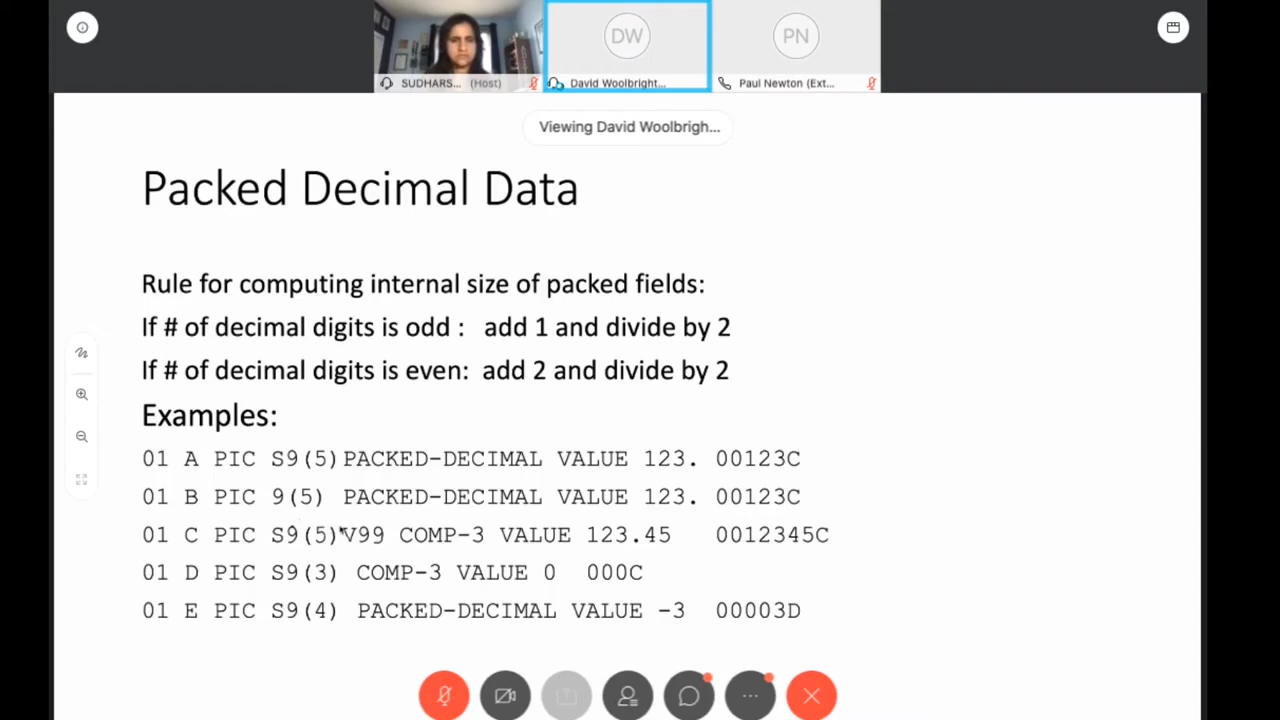 DW
PN
SUDHARS... (Host)
David Woolbright...
Paul Newton (Ext...
Viewing David Woolbrigh...
Packed Decimal Data
Rule for computing internal size of packed fields:
If # of decimal digits is odd : add 1 and divide by 2
If # of decimal digits is even: add 2 and divide by 2
Examples:
01 A PIC S9(5)PACKED-DECIMAL VALUE 123. 00123C
01 B PIC 9(5) PACKED-DECIMAL VALUE 123. 00123C
01 C PIC S9(5)V99 COMP-3 VALUE 123.45 0012345C
01 D PIC S9(3) COMP-3 VALUE 0 000C
01 E PIC S9(4) PACKED-DECIMAL VALUE -3 00003D